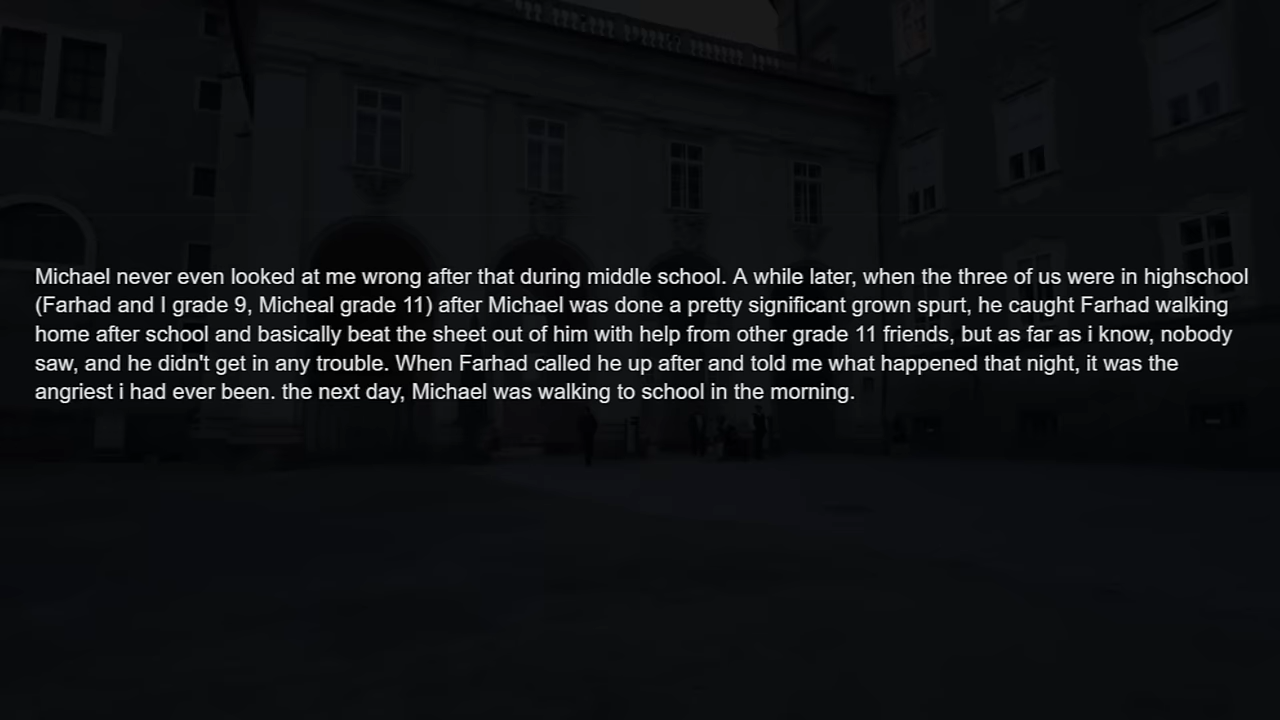 Michael never even looked at me wrong after that during middle school. A while later, when the three of us were in highschool
(Farhad and I grade 9, Micheal grade 11) after Michael was done a pretty significant grown spurt, he caught Farhad walking
home after school and basically beat the sheet out of him with help from other grade 11 friends, but as far as i know, nobody
saw, and he didn't get in any trouble. When Farhad called he up after and told me what happened that night, it was the
angriest i had ever been. the next day, Michael was walking to school in the morning.